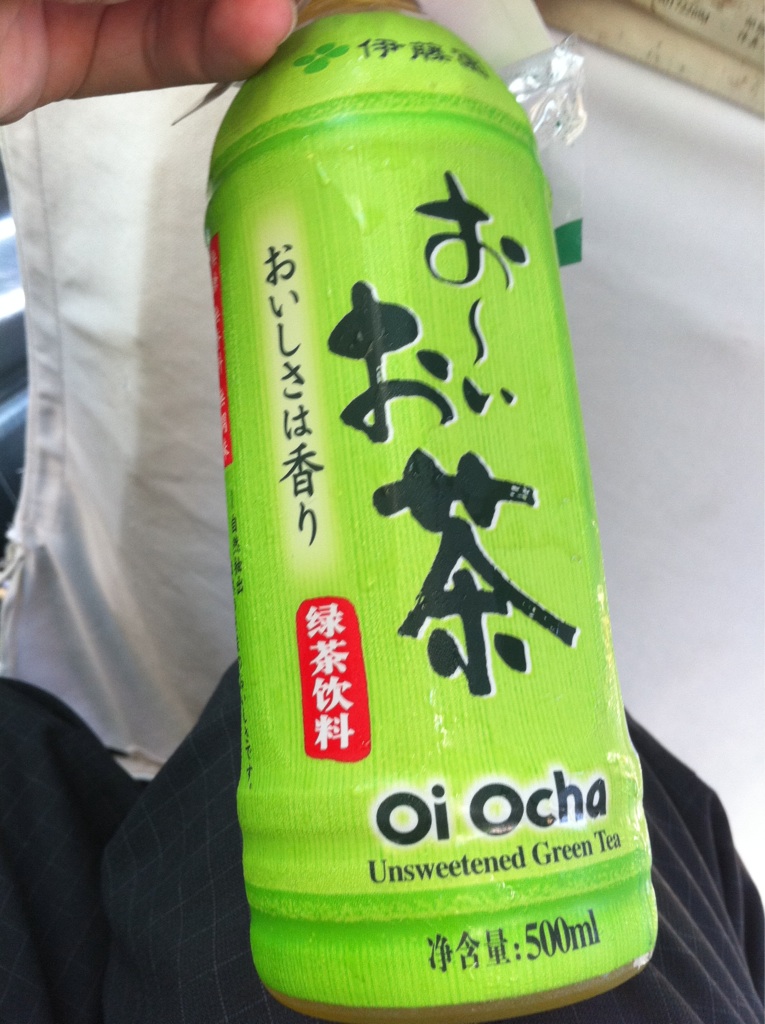 伊藤園
お〜い
お茶
おいしさは香り
绿茶饮料
Oi Ocha
Unsweetened Green Tea
净含量:500ml